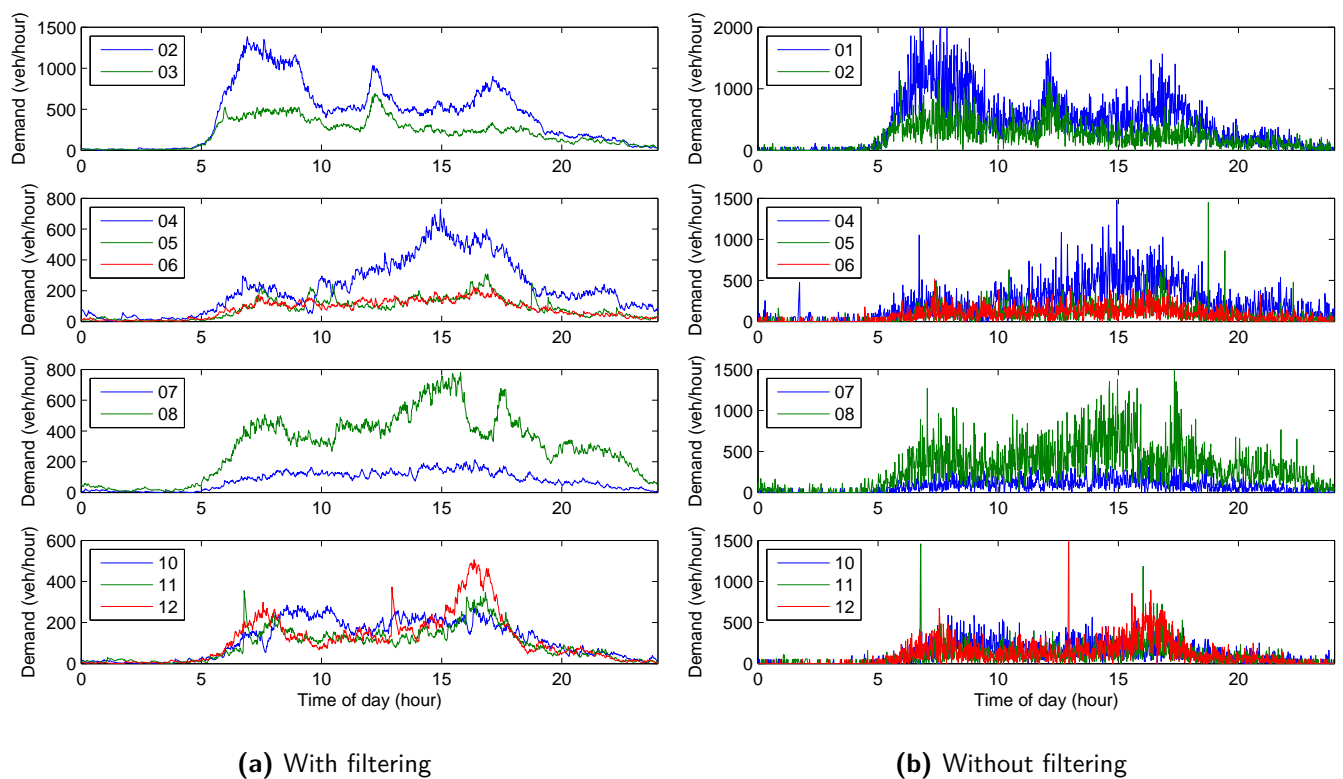 1500
1000
500
0
0 5 10 15 20
Demand (veh/hour)
02
03
800
600
400
200
0
0 5 10 15 20
Demand (veh/hour)
04
05
06
800
600
400
200
0
0 5 10 15 20
Demand (veh/hour)
07
08
600
400
200
0
0 5 10 15 20
Demand (veh/hour)
10
11
12
Time of day (hour)
(a) With filtering
2000
1000
0
0 5 10 15 20
Demand (veh/hour)
01
02
1500
1000
500
0
0 5 10 15 20
Demand (veh/hour)
04
05
06
1500
1000
500
0
0 5 10 15 20
Demand (veh/hour)
07
08
1500
1000
500
0
0 5 10 15 20
Demand (veh/hour)
10
11
12
Time of day (hour)
(b) Without filtering